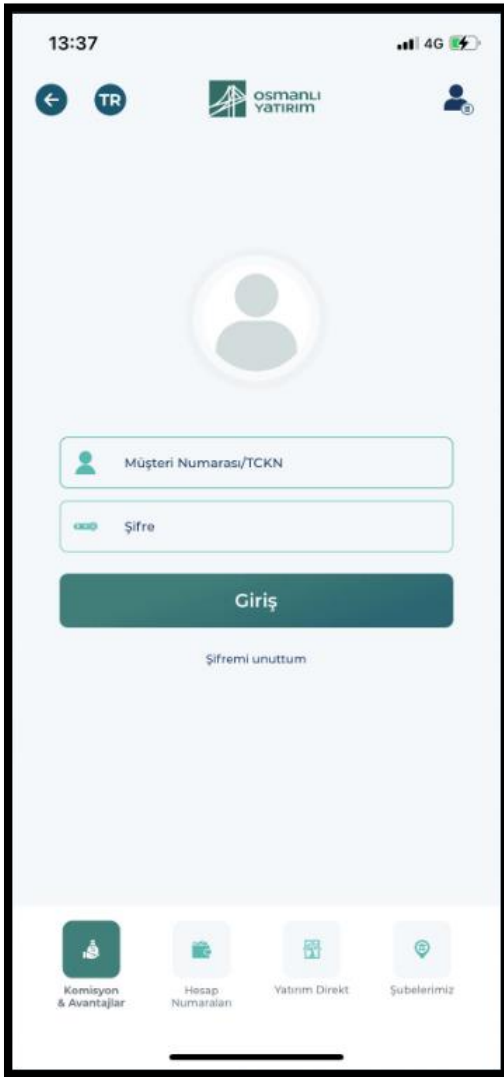 13:37
4G
TR
osmanlı
yatırım
Müşteri Numarası/TCKN
Şifre
Giriş
Şifremi unuttum
Komisyon
& Avantajlar
Hesap
Numaraları
Yatırım Direkt
Şubelerimiz